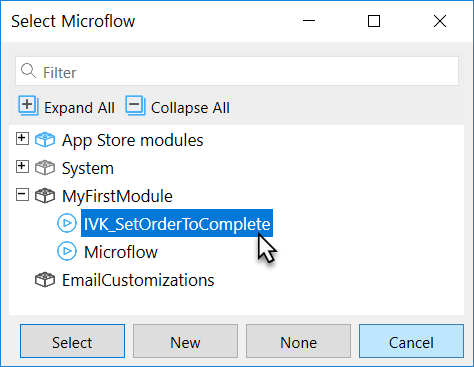 Select Microflow
Filter
Expand All Collapse All
App Store modules
System
MyFirstModule
IVK_SetOrderToComplete
Microflow
EmailCustomizations
Select New None Cancel